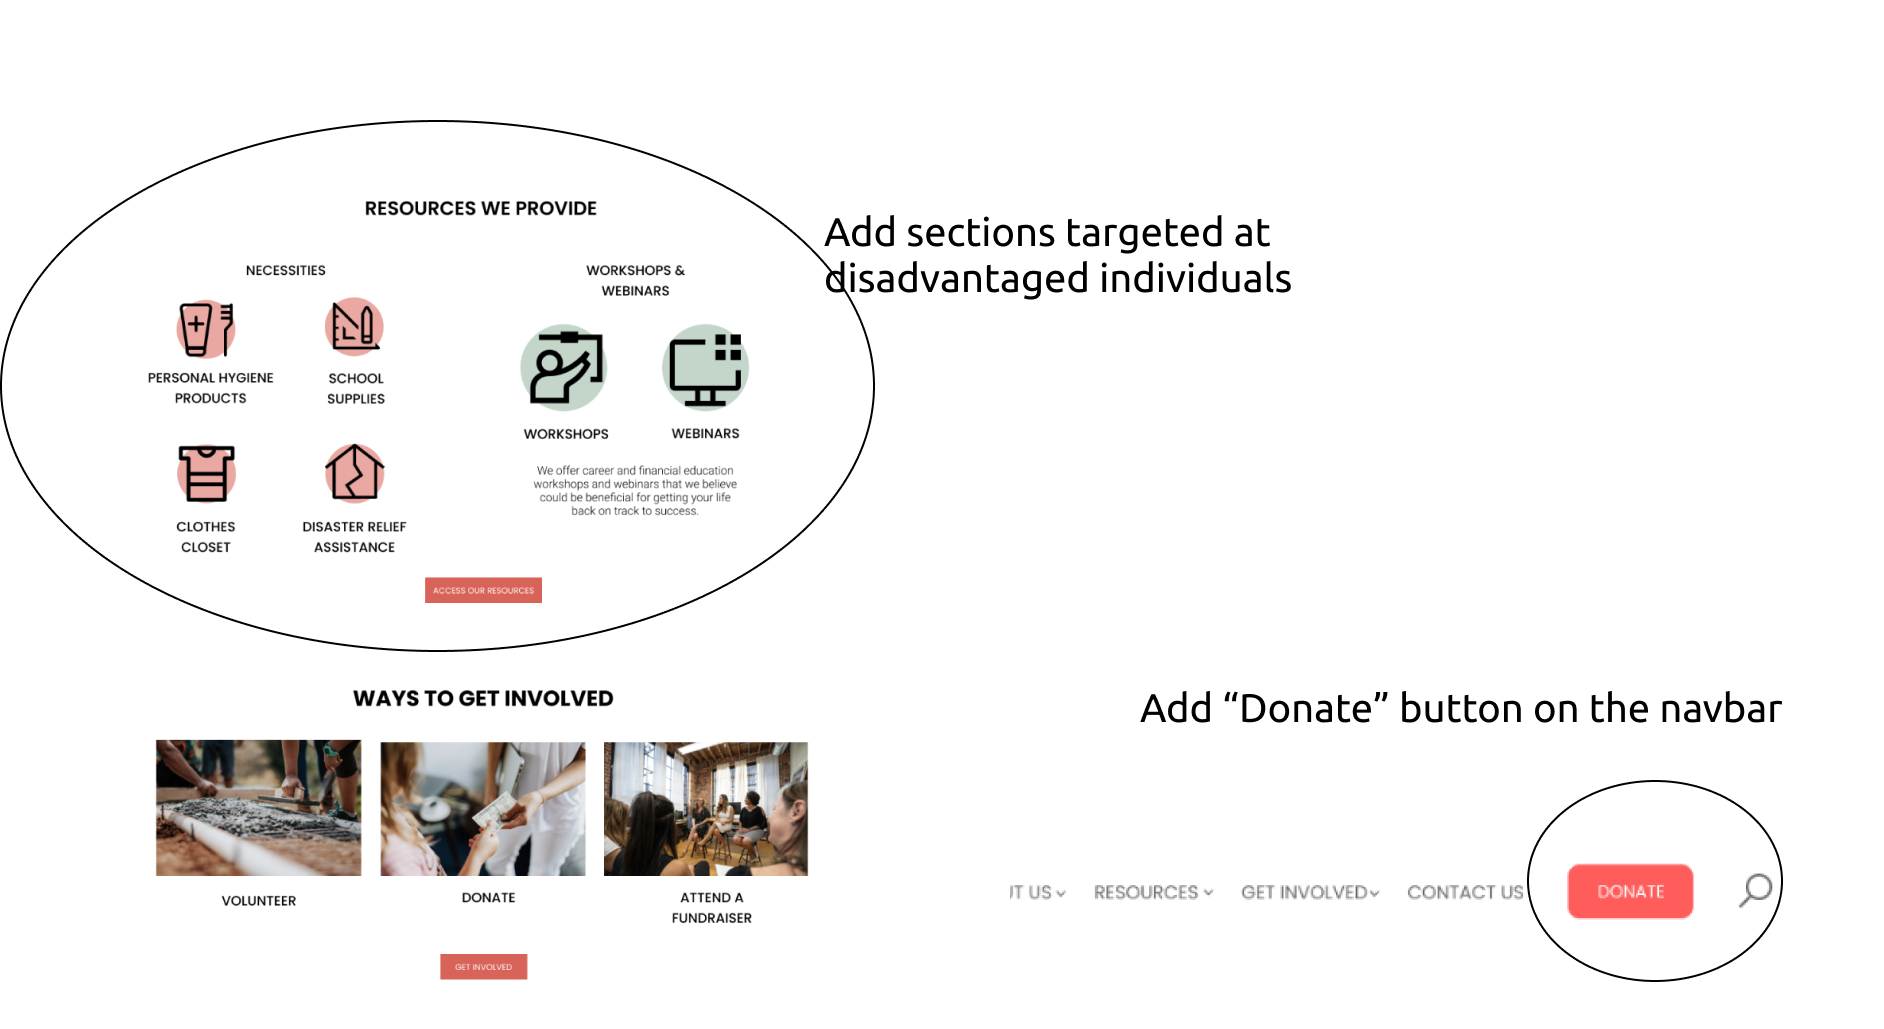 RESOURCES WE PROVIDE
Add sections targeted at
disadvantaged individuals
NECESSITIES
PERSONAL HYGIENE
PRODUCTS
SCHOOL
SUPPLIES
CLOTHES
CLOSET
DISASTER RELIEF
ASSISTANCE
WORKSHOPS &
WEBINARS
WORKSHOPS
WEBINARS
We offer career and financial education
workshops and webinars that we believe
could be beneficial for getting your life
back on track to success.
ACCESS OUR RESOURCES
WAYS TO GET INVOLVED
VOLUNTEER
DONATE
ATTEND A
FUNDRAISER
GET INVOLVED
Add “Donate” button on the navbar
UT US RESOURCES GET INVOLVED CONTACT US DONATE